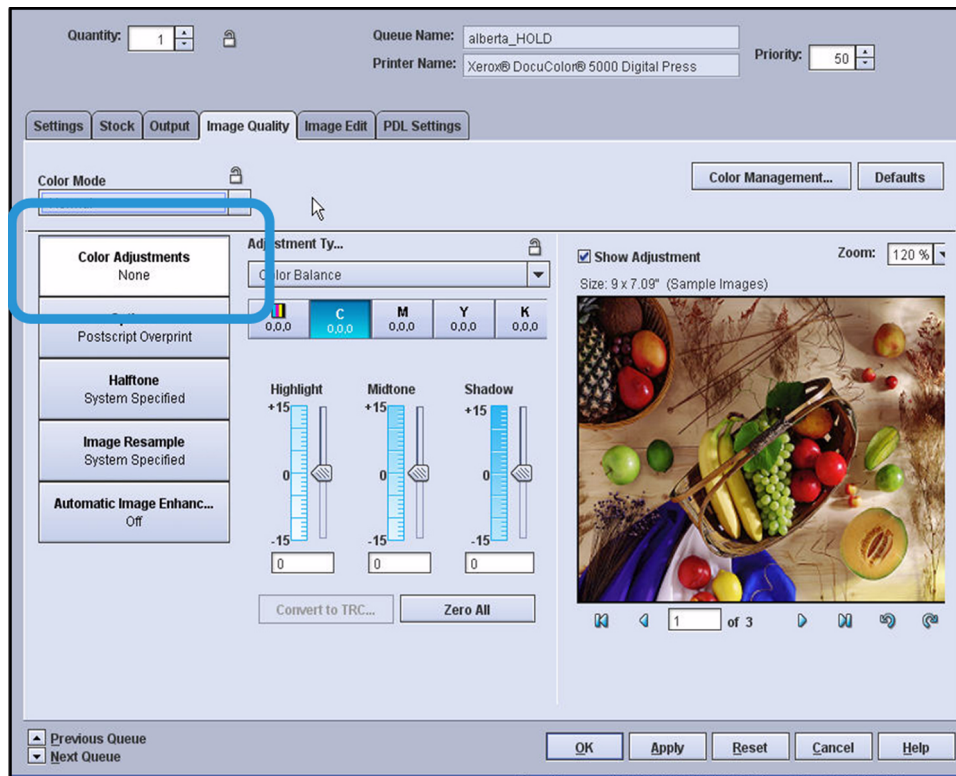 Quantity: 1
Queue Name: alberta_HOLD
Printer Name: Xerox® DocuColor® 5000 Digital Press
Priority: 50
Settings Stock Output Image Quality Image Edit PDL Settings
Color Mode
Color Management... Defaults
Color Adjustments
None
Postscript Overprint
Halftone
System Specified
Image Resample
System Specified
Automatic Image Enhanc...
Off
Ty...
Balance
0,0,0
C
0,0,0
M
0,0,0
Y
0,0,0
K
0,0,0
Highlight Midtone Shadow
+15 +15 +15
0 0 0
-15 -15 -15
0 0 0
Convert to TRC... Zero All
Show Adjustment
Zoom: 120 %
Size: 9 x 7.09" (Sample Images)
1 of 3
Previous Queue
Next Queue
OK Apply Reset Cancel Help